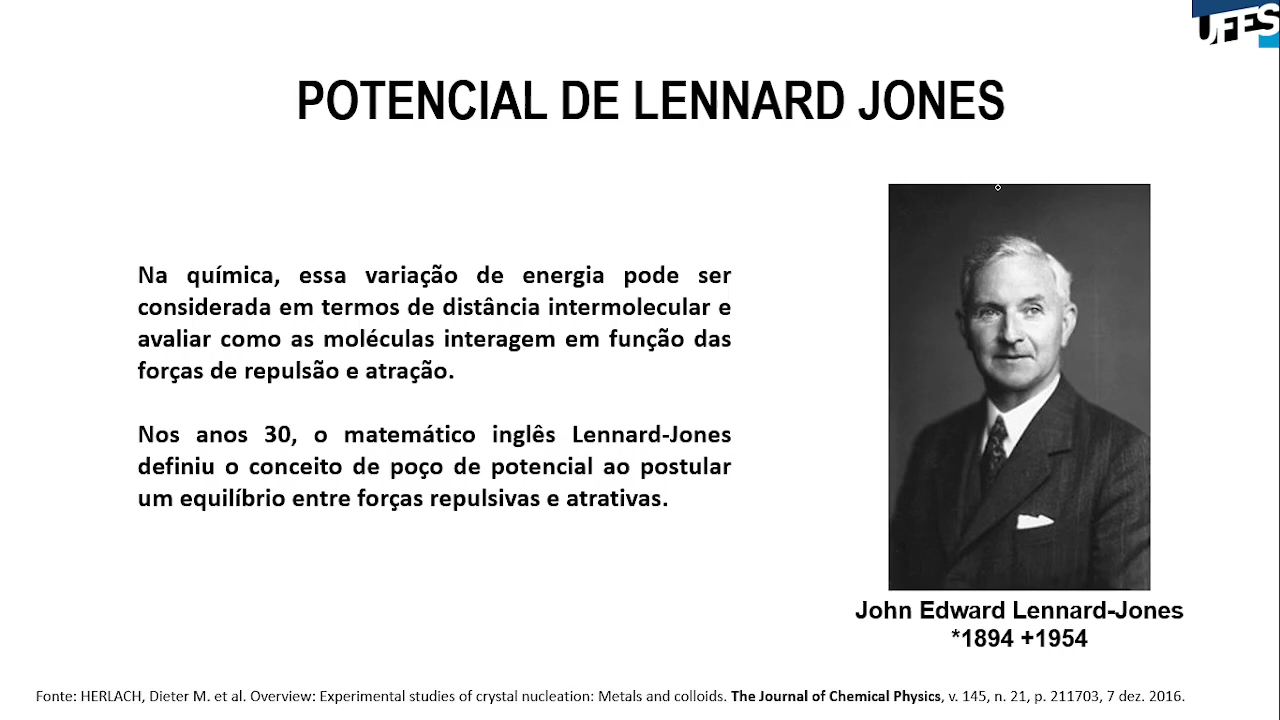 UFES
POTENCIAL DE LENNARD JONES
Na química, essa variação de energia pode ser
considerada em termos de distância intermolecular e
avaliar como as moléculas interagem em função das
forças de repulsão e atração.
Nos anos 30, o matemático inglês Lennard-Jones
definiu o conceito de poço de potencial ao postular
um equilíbrio entre forças repulsivas e atrativas.
John Edward Lennard-Jones
*1894 +1954
Fonte: HERLACH, Dieter M. et al. Overview: Experimental studies of crystal nucleation: Metals and colloids. The Journal of Chemical Physics, v. 145, n. 21, p. 211703, 7 dez. 2016.